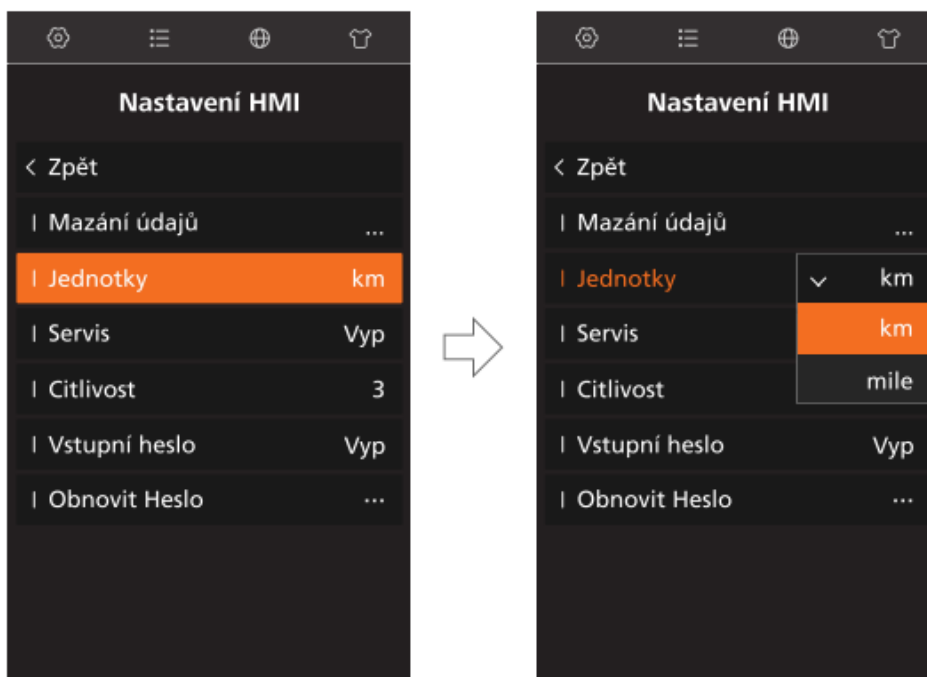 Nastavení HMI
< Zpět
| Mazání údajů ...
| Jednotky km
| Servis Vyp
| Citlivost 3
| Vstupní heslo Vyp
| Obnovit Heslo ...
Nastavení HMI
< Zpět
| Mazání údajů ...
| Jednotky km
km
| Servis
mile
| Citlivost
| Vstupní heslo Vyp
| Obnovit Heslo ...